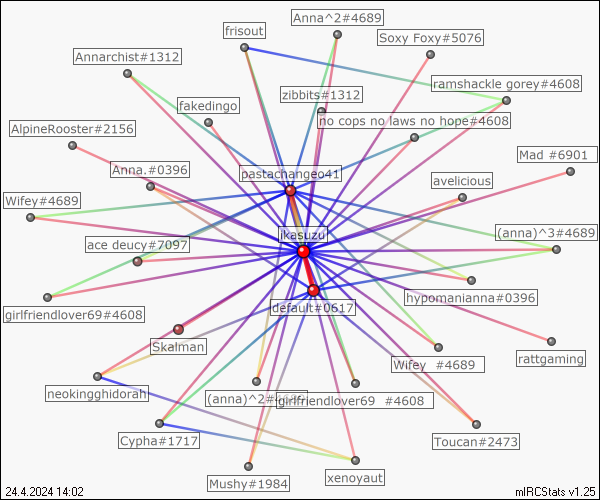 Anna^2#4689
frisout
Soxy Foxy#5076
Annarchist#1312
ramshackle gorey#4608
zibbits#1312
fakedingo
no cops no laws no hope#4608
AlpineRooster#2156
Mad #6901
Anna.#0396
pastachangeo41
avelicious
Wifey#4689
ikasuzu
(anna)^3#4689
ace deucy#7097
hypomanianna#0396
girlfriendlover69#4608
default#0617
Skalman
rattgaming
Wifey #4689
neokingghidorah
(anna)^2#
girlfriendlover69 #4608
Cypha#1717
Toucan#2473
xenoyaut
Mushy#1984
24.4.2024 14:02
mIRCStats v1.25